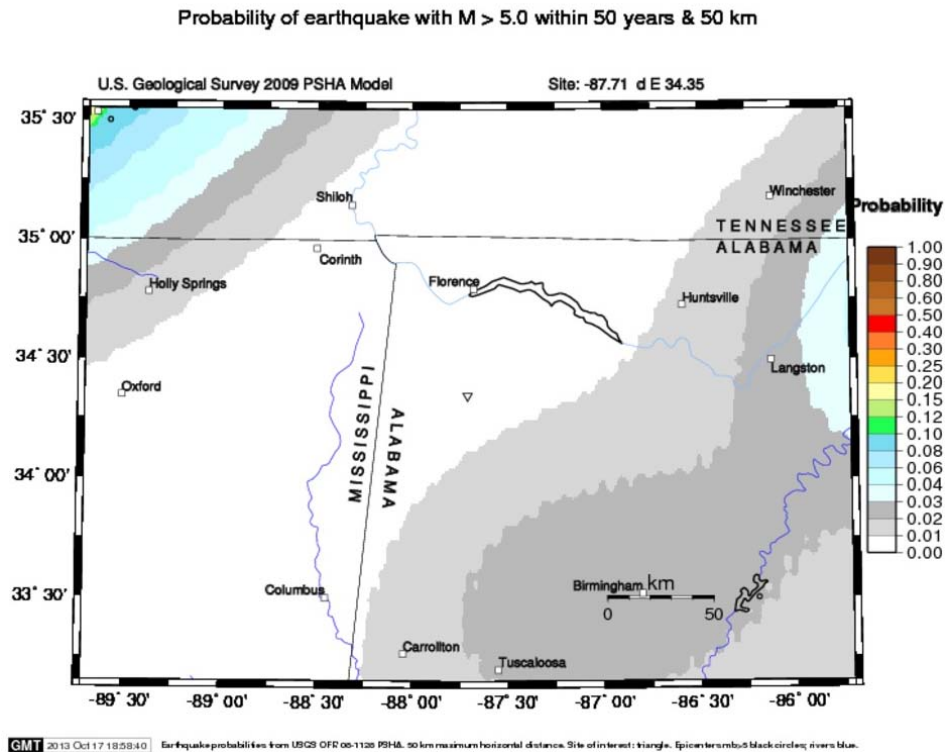 Probability of earthquake with M > 5.0 within 50 years & 50 km
U.S. Geological Survey 2009 PSHA Model
Site: -87.71 d E 34.35
35° 30'
35° 00'
34° 30'
34° 00'
33° 30'
-89° 30'
-89° 00'
-88° 30'
-88° 00'
-87° 30'
-87° 00'
-86° 30'
-86° 00'
Shiloh
Winchester
TENNESSEE
ALABAMA
Corinth
Holly Springs
Florence
Huntsville
Langston
Oxford
MISSISSIPPI
ALABAMA
Birmingham
km
0
50
Columbus
Carrollton
Tuscaloosa
Probability
1.00
0.90
0.80
0.60
0.50
0.40
0.30
0.25
0.20
0.15
0.12
0.10
0.08
0.06
0.04
0.03
0.02
0.01
0.00
GMT 2013 Oct 17 18:58:40 Earthquake probabilities from USGS OFR 08-1128 PSHA. 50 km maximum horizontal distance. Site of interest: triangle. Epicenters mb>5 black circles; rivers blue.